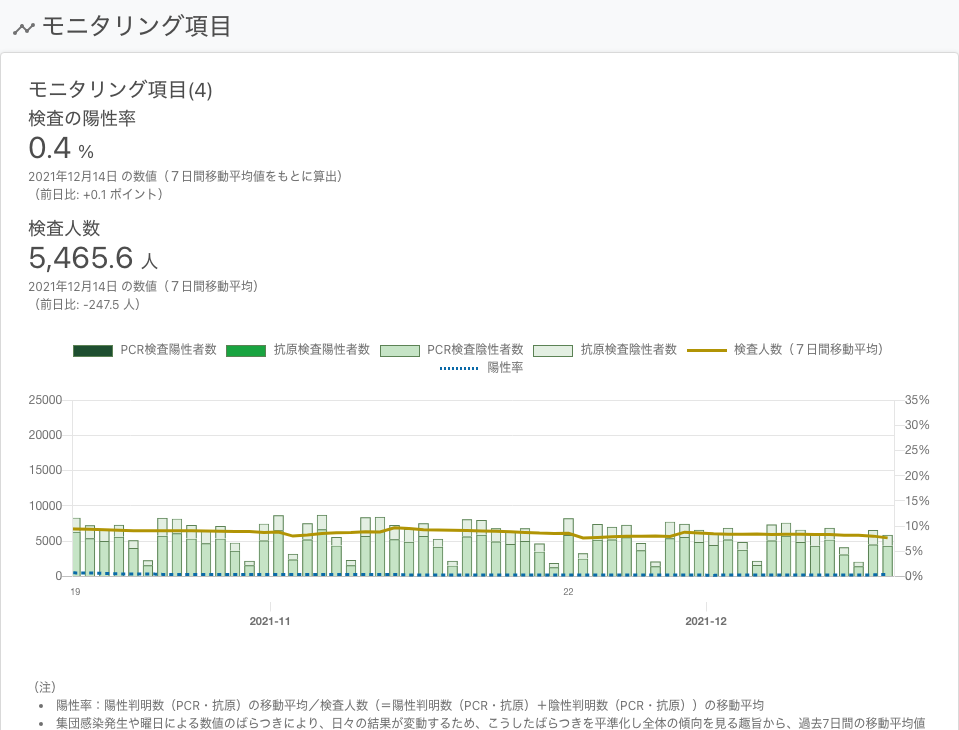 モニタリング項目
モニタリング項目(4)
検査の陽性率
0.4 %
2021年12月14日 の数値（７日間移動平均値をもとに算出）
（前日比: +0.1 ポイント）
検査人数
5,465.6 人
2021年12月14日 の数値（７日間移動平均）
（前日比: -247.5 人）
PCR検査陽性者数 抗原検査陽性者数 PCR検査陰性者数 抗原検査陰性者数 検査人数（７日間移動平均）
陽性率
25000 35%
30%
20000
25%
15000 20%
15%
10000
10%
5000
5%
0 0%
19 22
2021-11 2021-12
（注）
• 陽性率：陽性判明数（PCR・抗原）の移動平均／検査人数（＝陽性判明数（PCR・抗原）＋陰性判明数（PCR・抗原））の移動平均
• 集団感染発生や曜日による数値のばらつきにより、日々の結果が変動するため、こうしたばらつきを平準化し全体の傾向を見る趣旨から、過去7日間の移動平均値